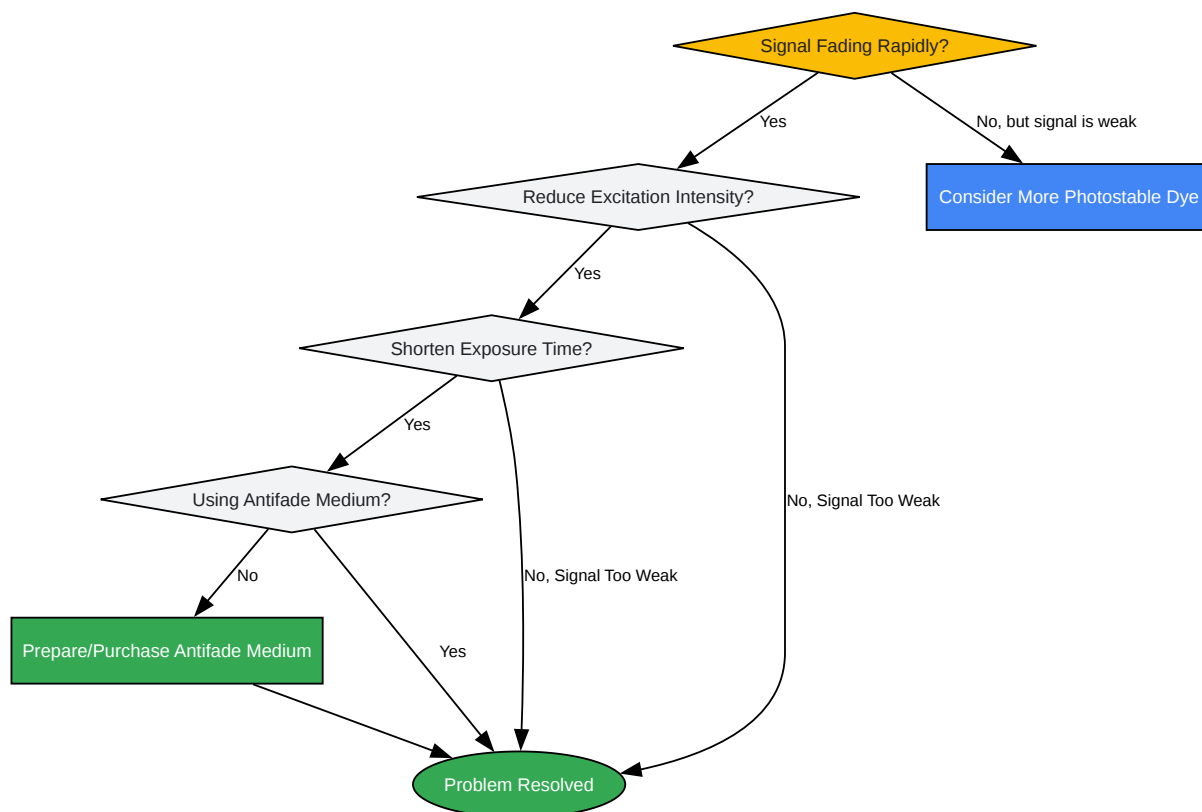 Signal Fading Rapidly?
Yes
No, but signal is weak
Reduce Excitation Intensity?
Consider More Photostable Dye
Yes
Shorten Exposure Time?
Yes
Using Antifade Medium?
No, Signal Too Weak
No
No, Signal Too Weak
Prepare/Purchase Antifade Medium
Yes
Problem Resolved